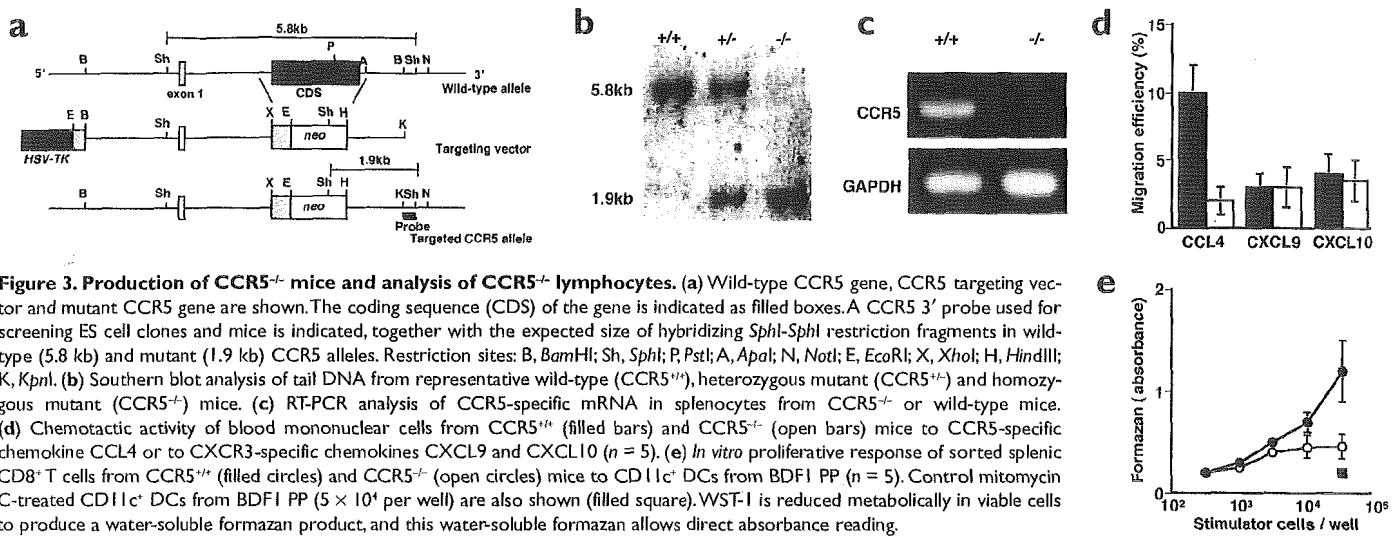 a
5.8kb
P
B
Sh
A
B Sh N
5'
3'
exon 1
CDS
Wild-type allele
E B
Sh
X E
Sh H
K
neo
HSV-TK
Targeting vector
1.9kb
B
Sh
X E
Sh H
KSh N
neo
Probe
Targeted CCR5 allele
b
+/+ +/- -/-
5.8kb
1.9kb
c
+/+ -/-
CCR5
GAPDH
d
Migration efficiency (%)
15
10
5
0
CCL4 CXCL9 CXCL10
Figure 3. Production of CCR5-/- mice and analysis of CCR5-/- lymphocytes. (a) Wild-type CCR5 gene, CCR5 targeting vec-
tor and mutant CCR5 gene are shown. The coding sequence (CDS) of the gene is indicated as filled boxes. A CCR5 3' probe used for
screening ES cell clones and mice is indicated, together with the expected size of hybridizing SphI-SphI restriction fragments in wild-
type (5.8 kb) and mutant (1.9 kb) CCR5 alleles. Restriction sites: B, BamHI; Sh, SphI; P, PstI; A, ApaI; N, NotI; E, EcoRI; X, XhoI; H, HindIII;
K, KpnI. (b) Southern blot analysis of tail DNA from representative wild-type (CCR5+/+), heterozygous mutant (CCR5+/-) and homozy-
gous mutant (CCR5-/-) mice. (c) RT-PCR analysis of CCR5-specific mRNA in splenocytes from CCR5-/- or wild-type mice.
(d) Chemotactic activity of blood mononuclear cells from CCR5+/+ (filled bars) and CCR5-/- (open bars) mice to CCR5-specific
chemokine CCL4 or to CXCR3-specific chemokines CXCL9 and CXCL10 (n = 5). (e) In vitro proliferative response of sorted splenic
CD8+ T cells from CCR5+/+ (filled circles) and CCR5-/- (open circles) mice to CD11c+ DCs from BDF1 PP (n = 5). Control mitomycin
C-treated CD11c+ DCs from BDF1 PP (5 × 10⁴ per well) are also shown (filled square). WST-1 is reduced metabolically in viable cells
to produce a water-soluble formazan product, and this water-soluble formazan allows direct absorbance reading.
e
Formazan ( absorbance)
2
1
0
10² 10³ 10⁴ 10⁵
Stimulator cells / well